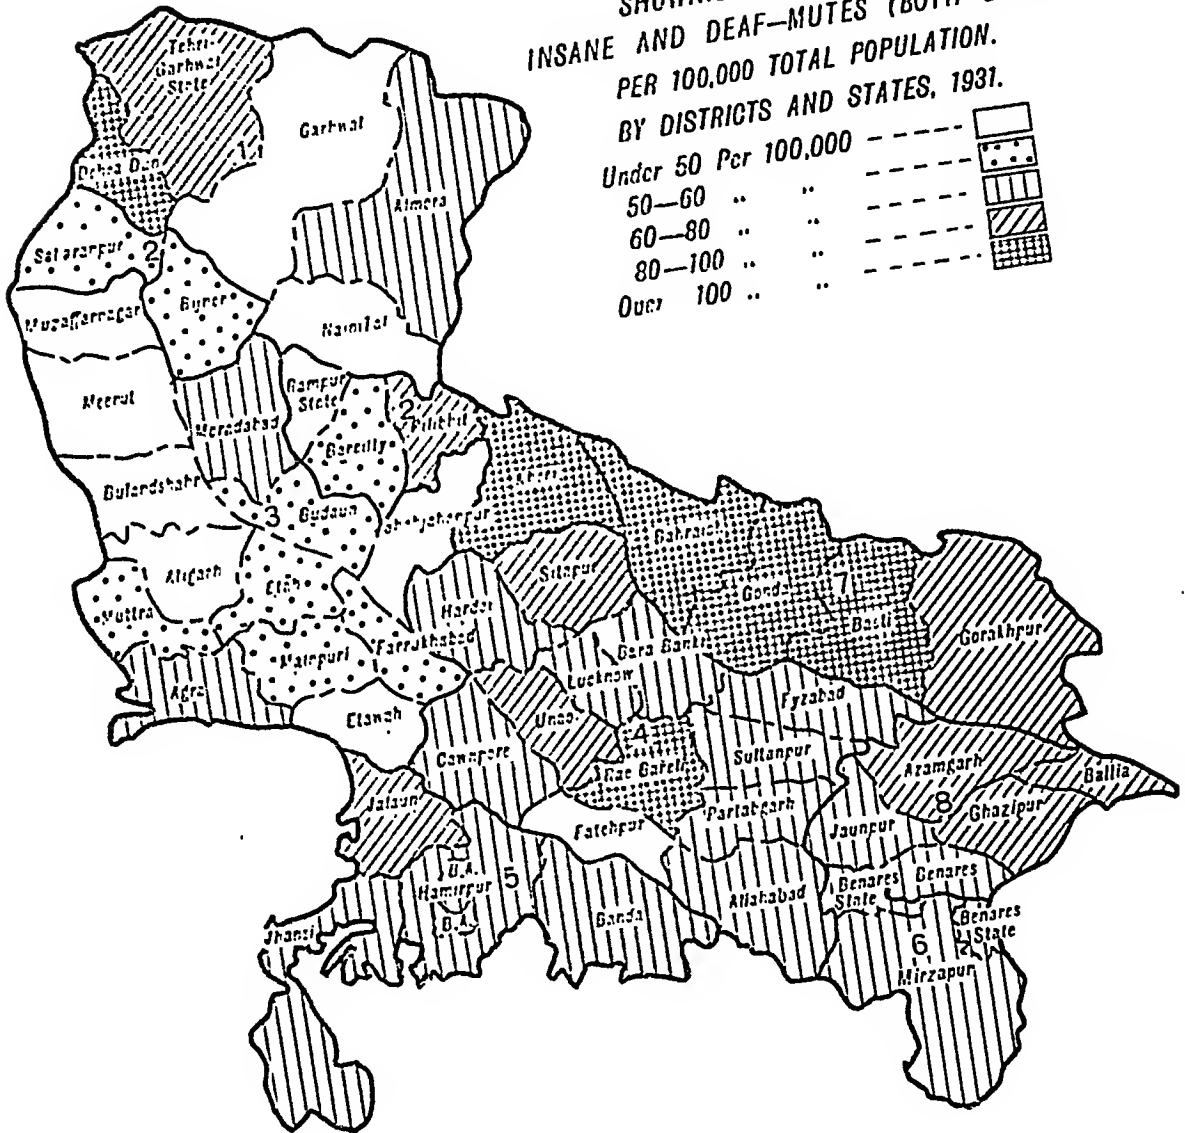 INSANE AND DEAF—MUTES
PER 100,000 TOTAL POPULATION.
BY DISTRICTS AND STATES, 1931.
Under 50 Per 100,000
50—60 „ „
60—80 „ „
80—100 „ „
Over 100 „ „
Tehri-
Garhwal
State
1
Garhwal
Dehra Dun
Almora
Saharanpur
2
Bijnor
Muzaffarnagar
Naini Tal
Meerut
Rampur
State
2
Pilibhit
Moradabad
Bareilly
Kheri
Bulandshahr
3
Budaun
Shahjahanpur
Bahraich
Aligarh
Etah
Sitapur
Gonda
7
Muttra
Hardoi
Basti
Gorakhpur
Mainpuri
Farrukhabad
Bara Banki
Agra
Lucknow
Fyzabad
Etawah
Unao
4
Cawnpore
Rae Bareli
Sultanpur
Azamgarh
Ballia
Jalaun
Partabgarh
8
Ghazipur
Fatehpur
Jaunpur
U.A.
Hamirpur
5
B.A.
Banda
Allahabad
Benares
State
Benares
Jhansi
Benares
State
6
Mirzapur